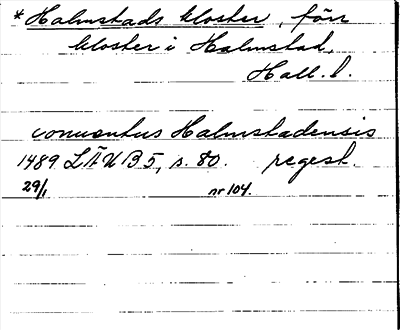 * Halmstads kloster, förr
kloster i Halmstad,
Hall. l.
conventus Halmstadensis
1489 LÄUB 5, s. 80. regest.
29/1 nr 104.